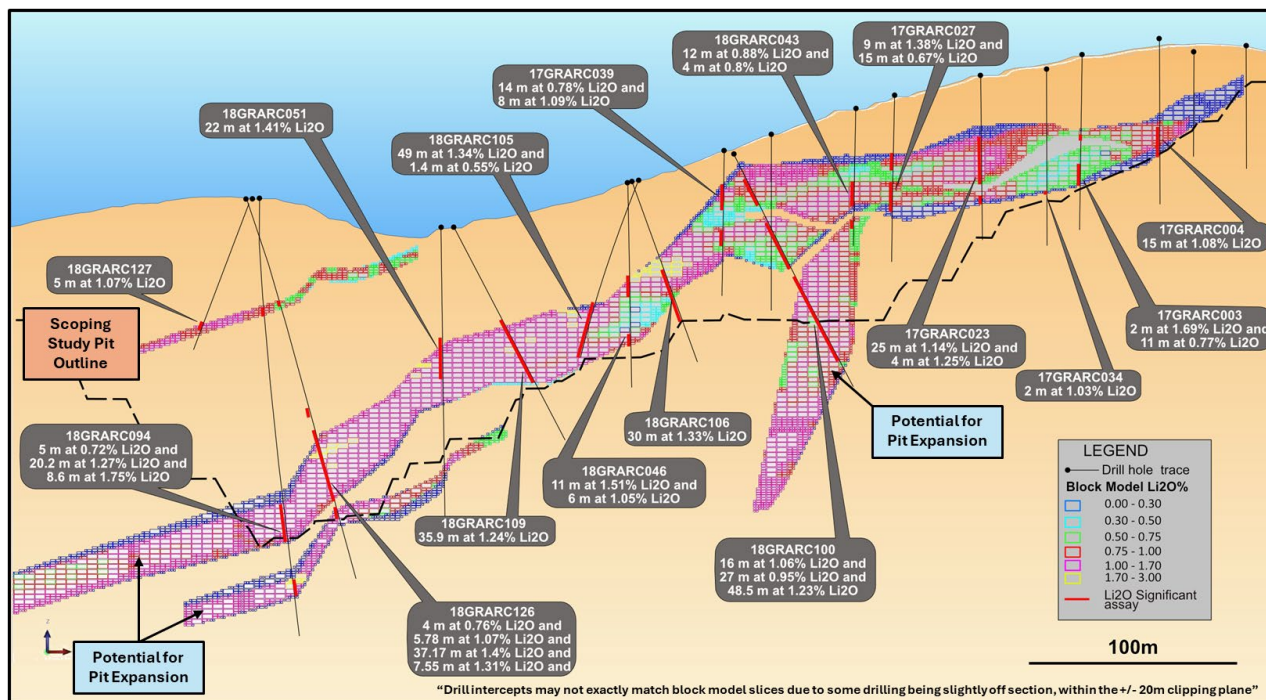 18GRARC043
12 m at 0.88% Li2O and
4 m at 0.8% Li2O
17GRARC027
9 m at 1.38% Li2O and
15 m at 0.67% Li2O
17GRARC039
14 m at 0.78% Li2O and
8 m at 1.09% Li2O
18GRARC051
22 m at 1.41% Li2O
18GRARC105
49 m at 1.34% Li2O and
1.4 m at 0.55% Li2O
17GRARC004
15 m at 1.08% Li2O
18GRARC127
5 m at 1.07% Li2O
Scoping
Study Pit
Outline
17GRARC003
2 m at 1.69% Li2O and
11 m at 0.77% Li2O
17GRARC023
25 m at 1.14% Li2O and
4 m at 1.25% Li2O
17GRARC034
2 m at 1.03% Li2O
18GRARC106
30 m at 1.33% Li2O
Potential for
Pit Expansion
18GRARC094
5 m at 0.72% Li2O and
20.2 m at 1.27% Li2O and
8.6 m at 1.75% Li2O
18GRARC046
11 m at 1.51% Li2O and
6 m at 1.05% Li2O
18GRARC109
35.9 m at 1.24% Li2O
18GRARC100
16 m at 1.06% Li2O and
27 m at 0.95% Li2O and
48.5 m at 1.23% Li2O
18GRARC126
4 m at 0.76% Li2O and
5.78 m at 1.07% Li2O and
37.17 m at 1.4% Li2O and
7.55 m at 1.31% Li2O and
Potential for
Pit Expansion
LEGEND
Drill hole trace
Block Model Li2O%
0.00 - 0.30
0.30 - 0.50
0.50 - 0.75
0.75 - 1.00
1.00 - 1.70
1.70 - 3.00
Li2O Significant
assay
100m
z
"Drill intercepts may not exactly match block model slices due to some drilling being slightly off section, within the +/- 20m clipping plane"